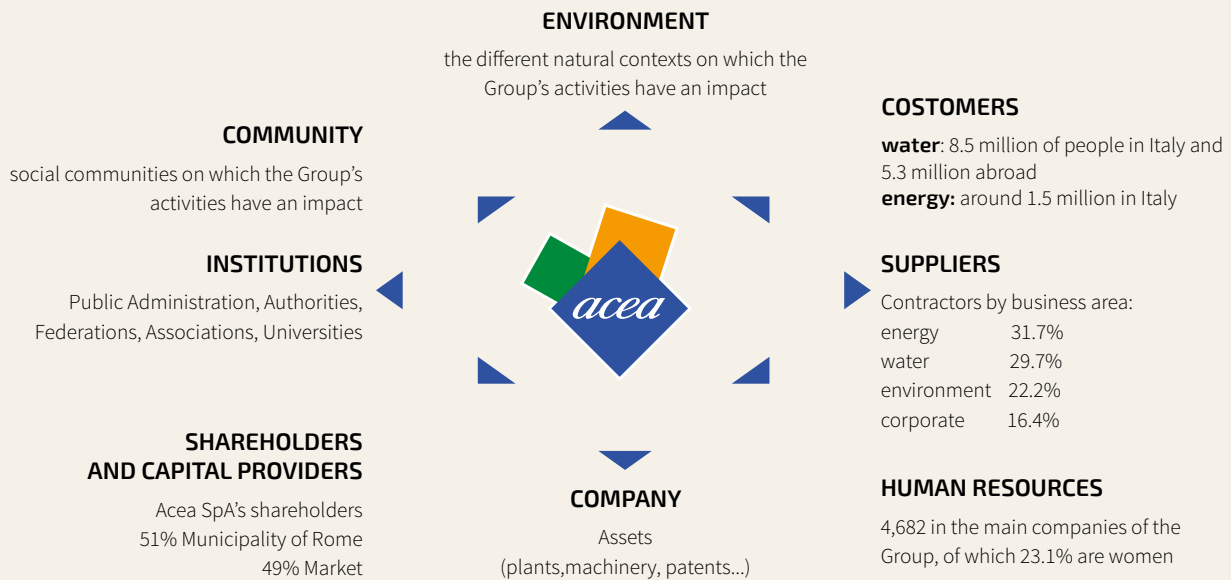 ENVIRONMENT
the different natural contexts on which the
Group's activities have an impact
COMMUNITY
social communities on which the Group's
activities have an impact
INSTITUTIONS
Public Administration, Authorities,
Federations, Associations, Universities
SHAREHOLDERS
AND CAPITAL PROVIDERS
Acea SpA's shareholders
51% Municipality of Rome
49% Market
acea
COMPANY
Assets
(plants,machinery, patents...)
COSTOMERS
water: 8.5 million of people in Italy and
5.3 million abroad
energy: around 1.5 million in Italy
SUPPLIERS
Contractors by business area:
energy 31.7%
water 29.7%
environment 22.2%
corporate 16.4%
HUMAN RESOURCES
4,682 in the main companies of the
Group, of which 23.1% are women